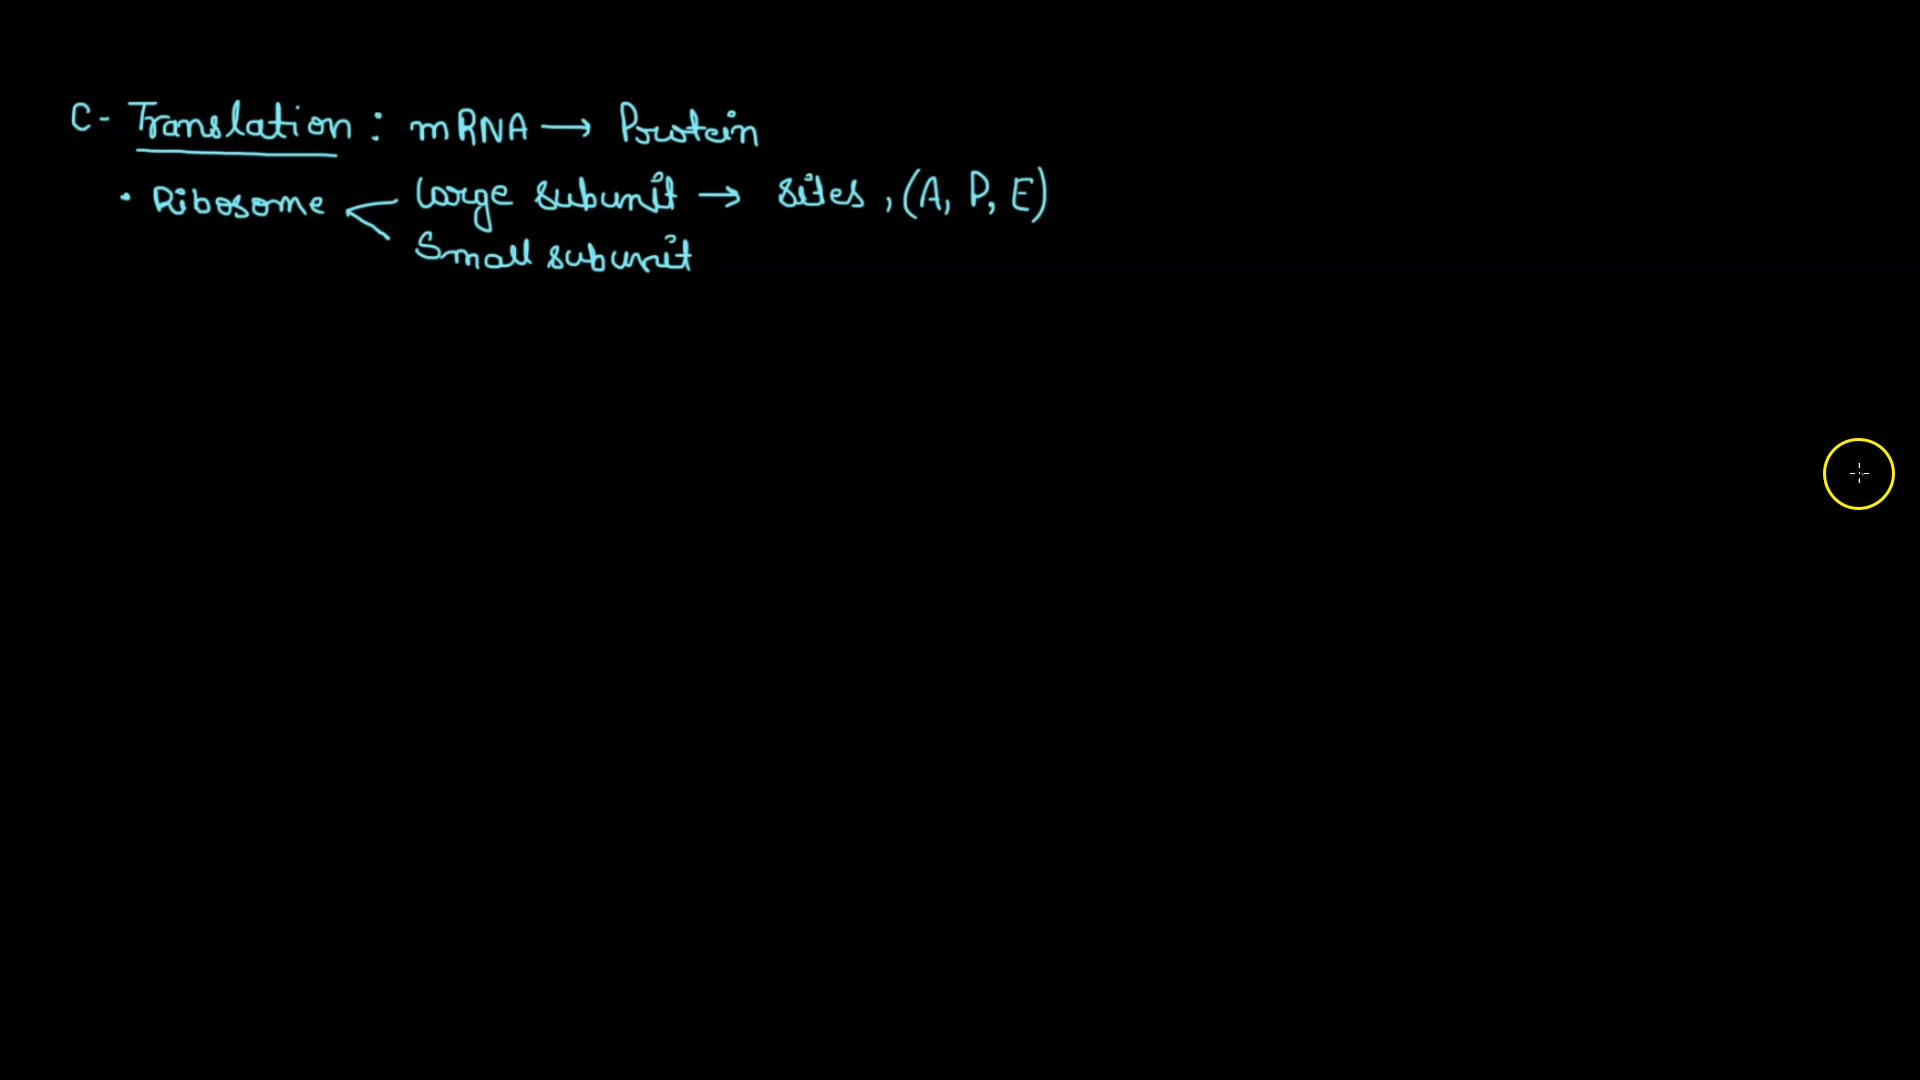 C- Translation : mRNA → Protein
• Ribosome < large subunit → sites, (A, P, E)
Small subunit